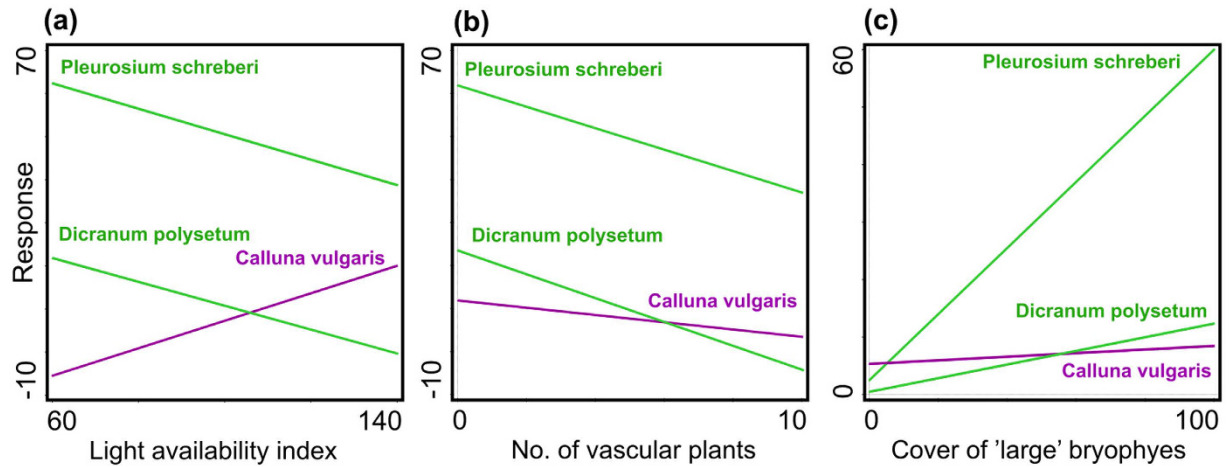 (a)
70
Pleurosium schreberi
Dicranum polysetum
Calluna vulgaris
Response
-10
60
140
Light availability index
(b)
70
Pleurosium schreberi
Dicranum polysetum
Calluna vulgaris
-10
0
10
No. of vascular plants
(c)
60
Pleurosium schreberi
Dicranum polysetum
Calluna vulgaris
0
0
100
Cover of 'large' bryophyes